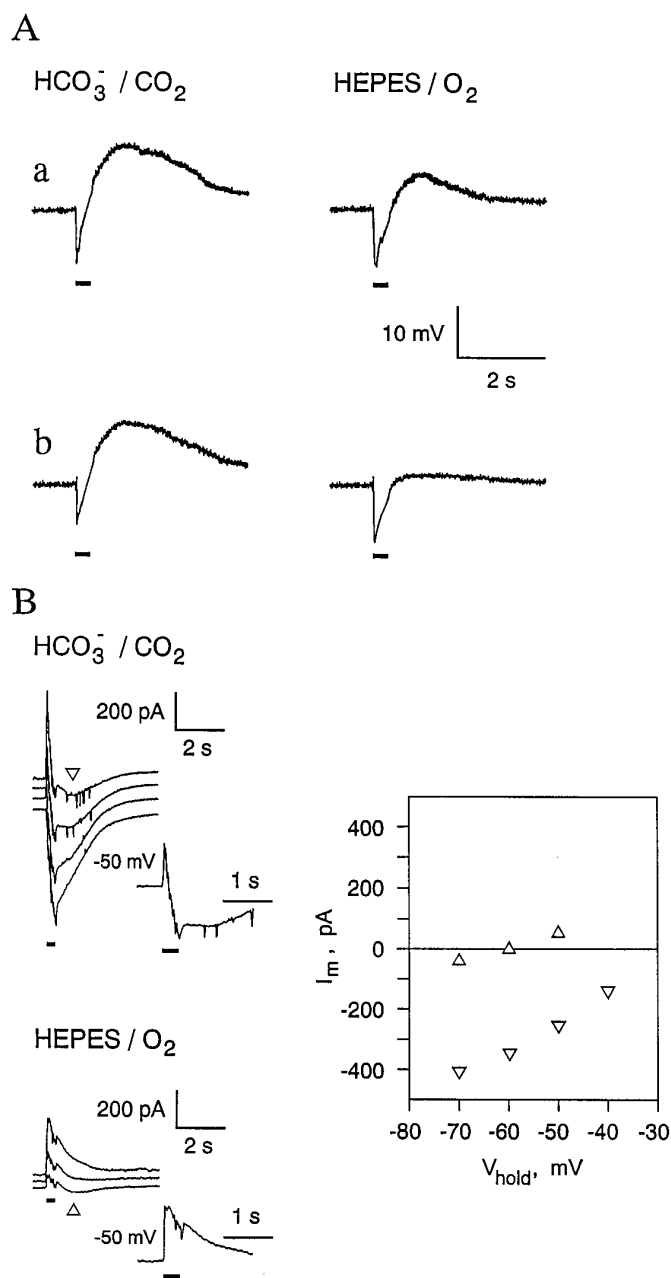 A
HCO₃⁻ / CO₂
HEPES / O₂
a
10 mV
2 s
b
B
HCO₃⁻ / CO₂
200 pA
2 s
-50 mV
1 s
HEPES / O₂
200 pA
2 s
-50 mV
1 s
400
200
0
-200
-400
Iₘ, pA
-80 -70 -60 -50 -40 -30
V_hold, mV